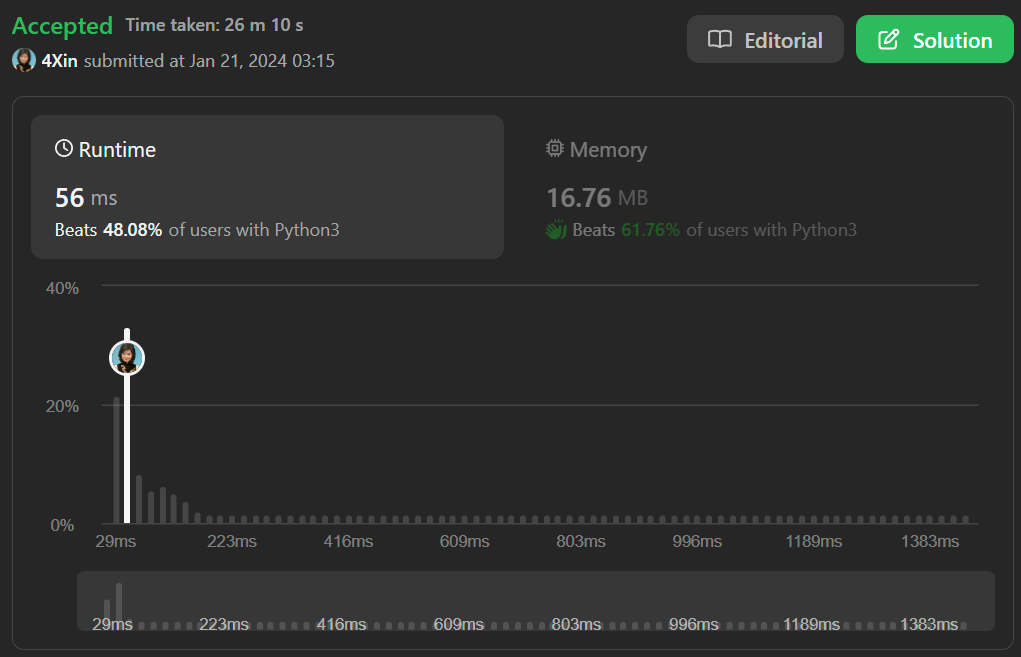 Accepted Time taken: 26 m 10 s
Editorial
Solution
4Xin submitted at Jan 21, 2024 03:15
Runtime
56 ms
Beats 48.08% of users with Python3
Memory
16.76 MB
Beats 61.76% of users with Python3
40%
20%
0%
29ms 223ms 416ms 609ms 803ms 996ms 1189ms 1383ms
29ms 223ms 416ms 609ms 803ms 996ms 1189ms 1383ms